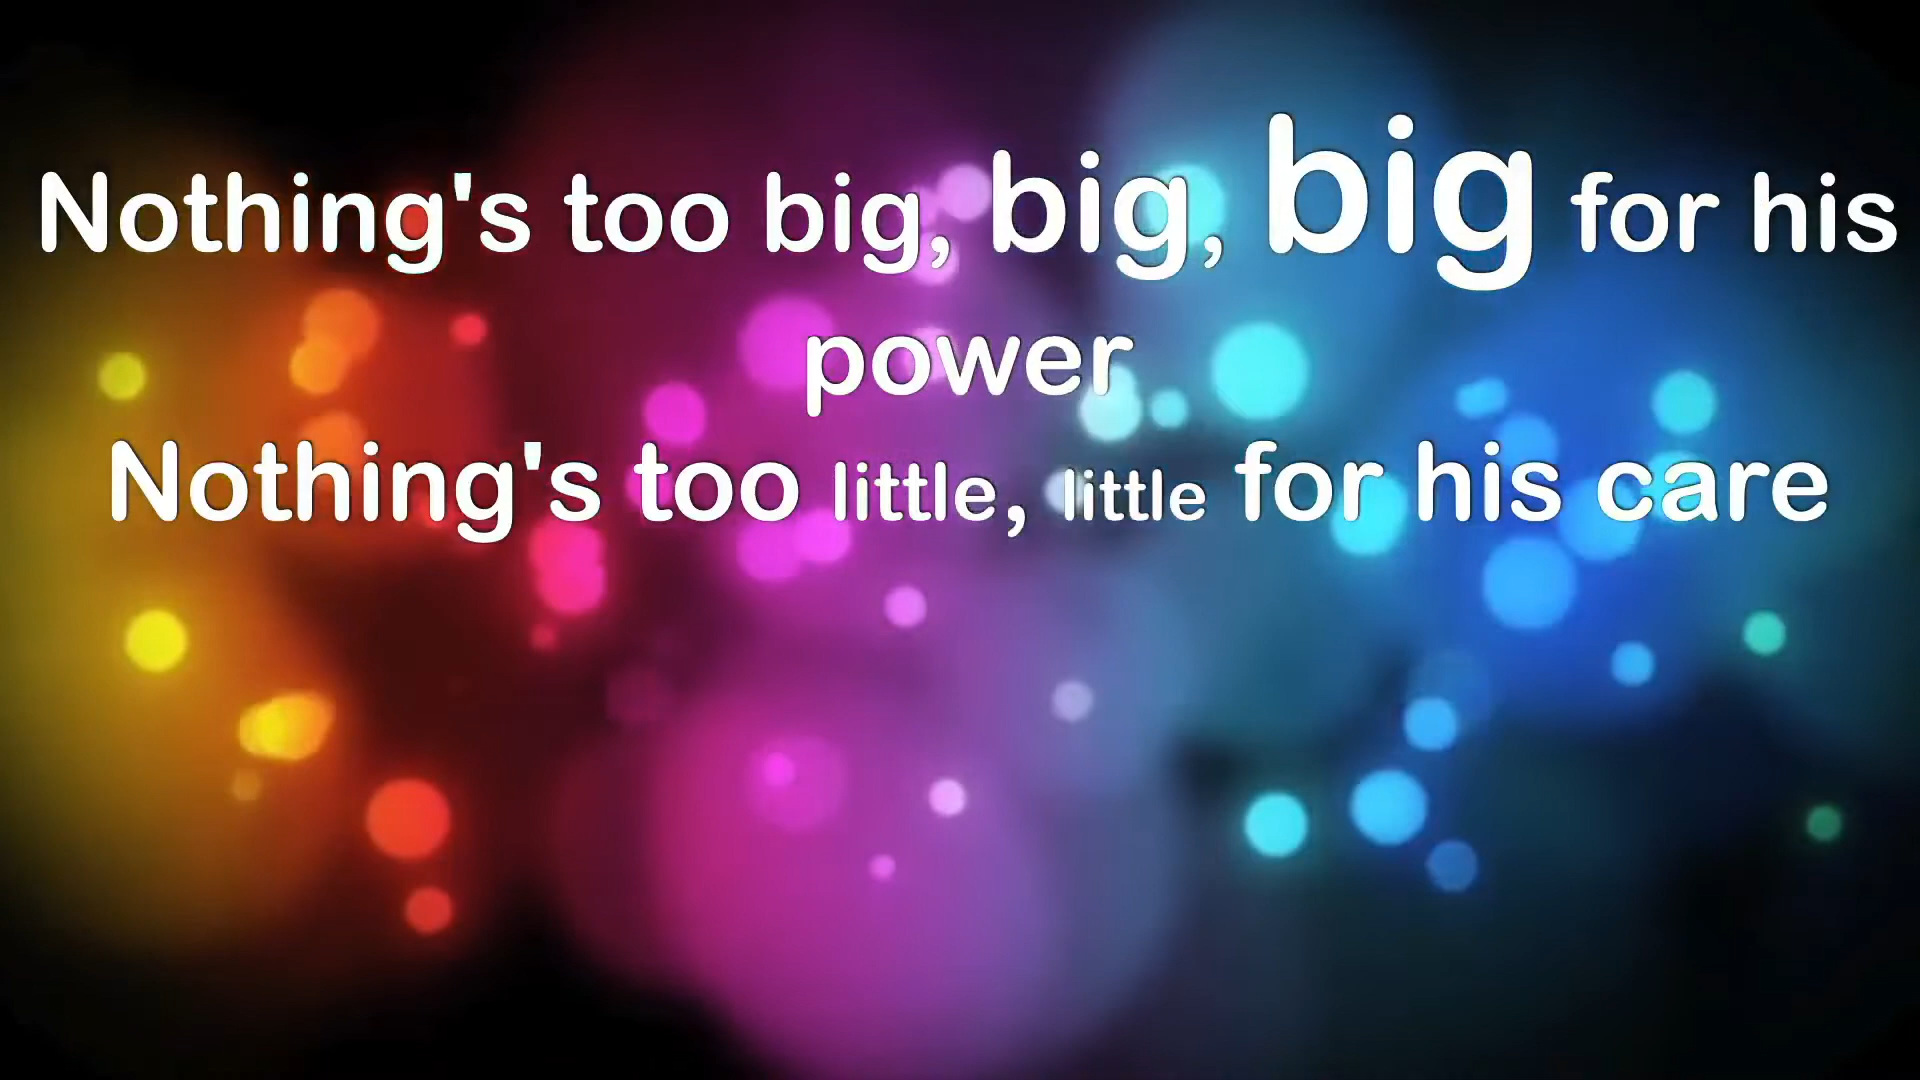 Nothing's too big, big, big for his
power
Nothing's too little, little for his care